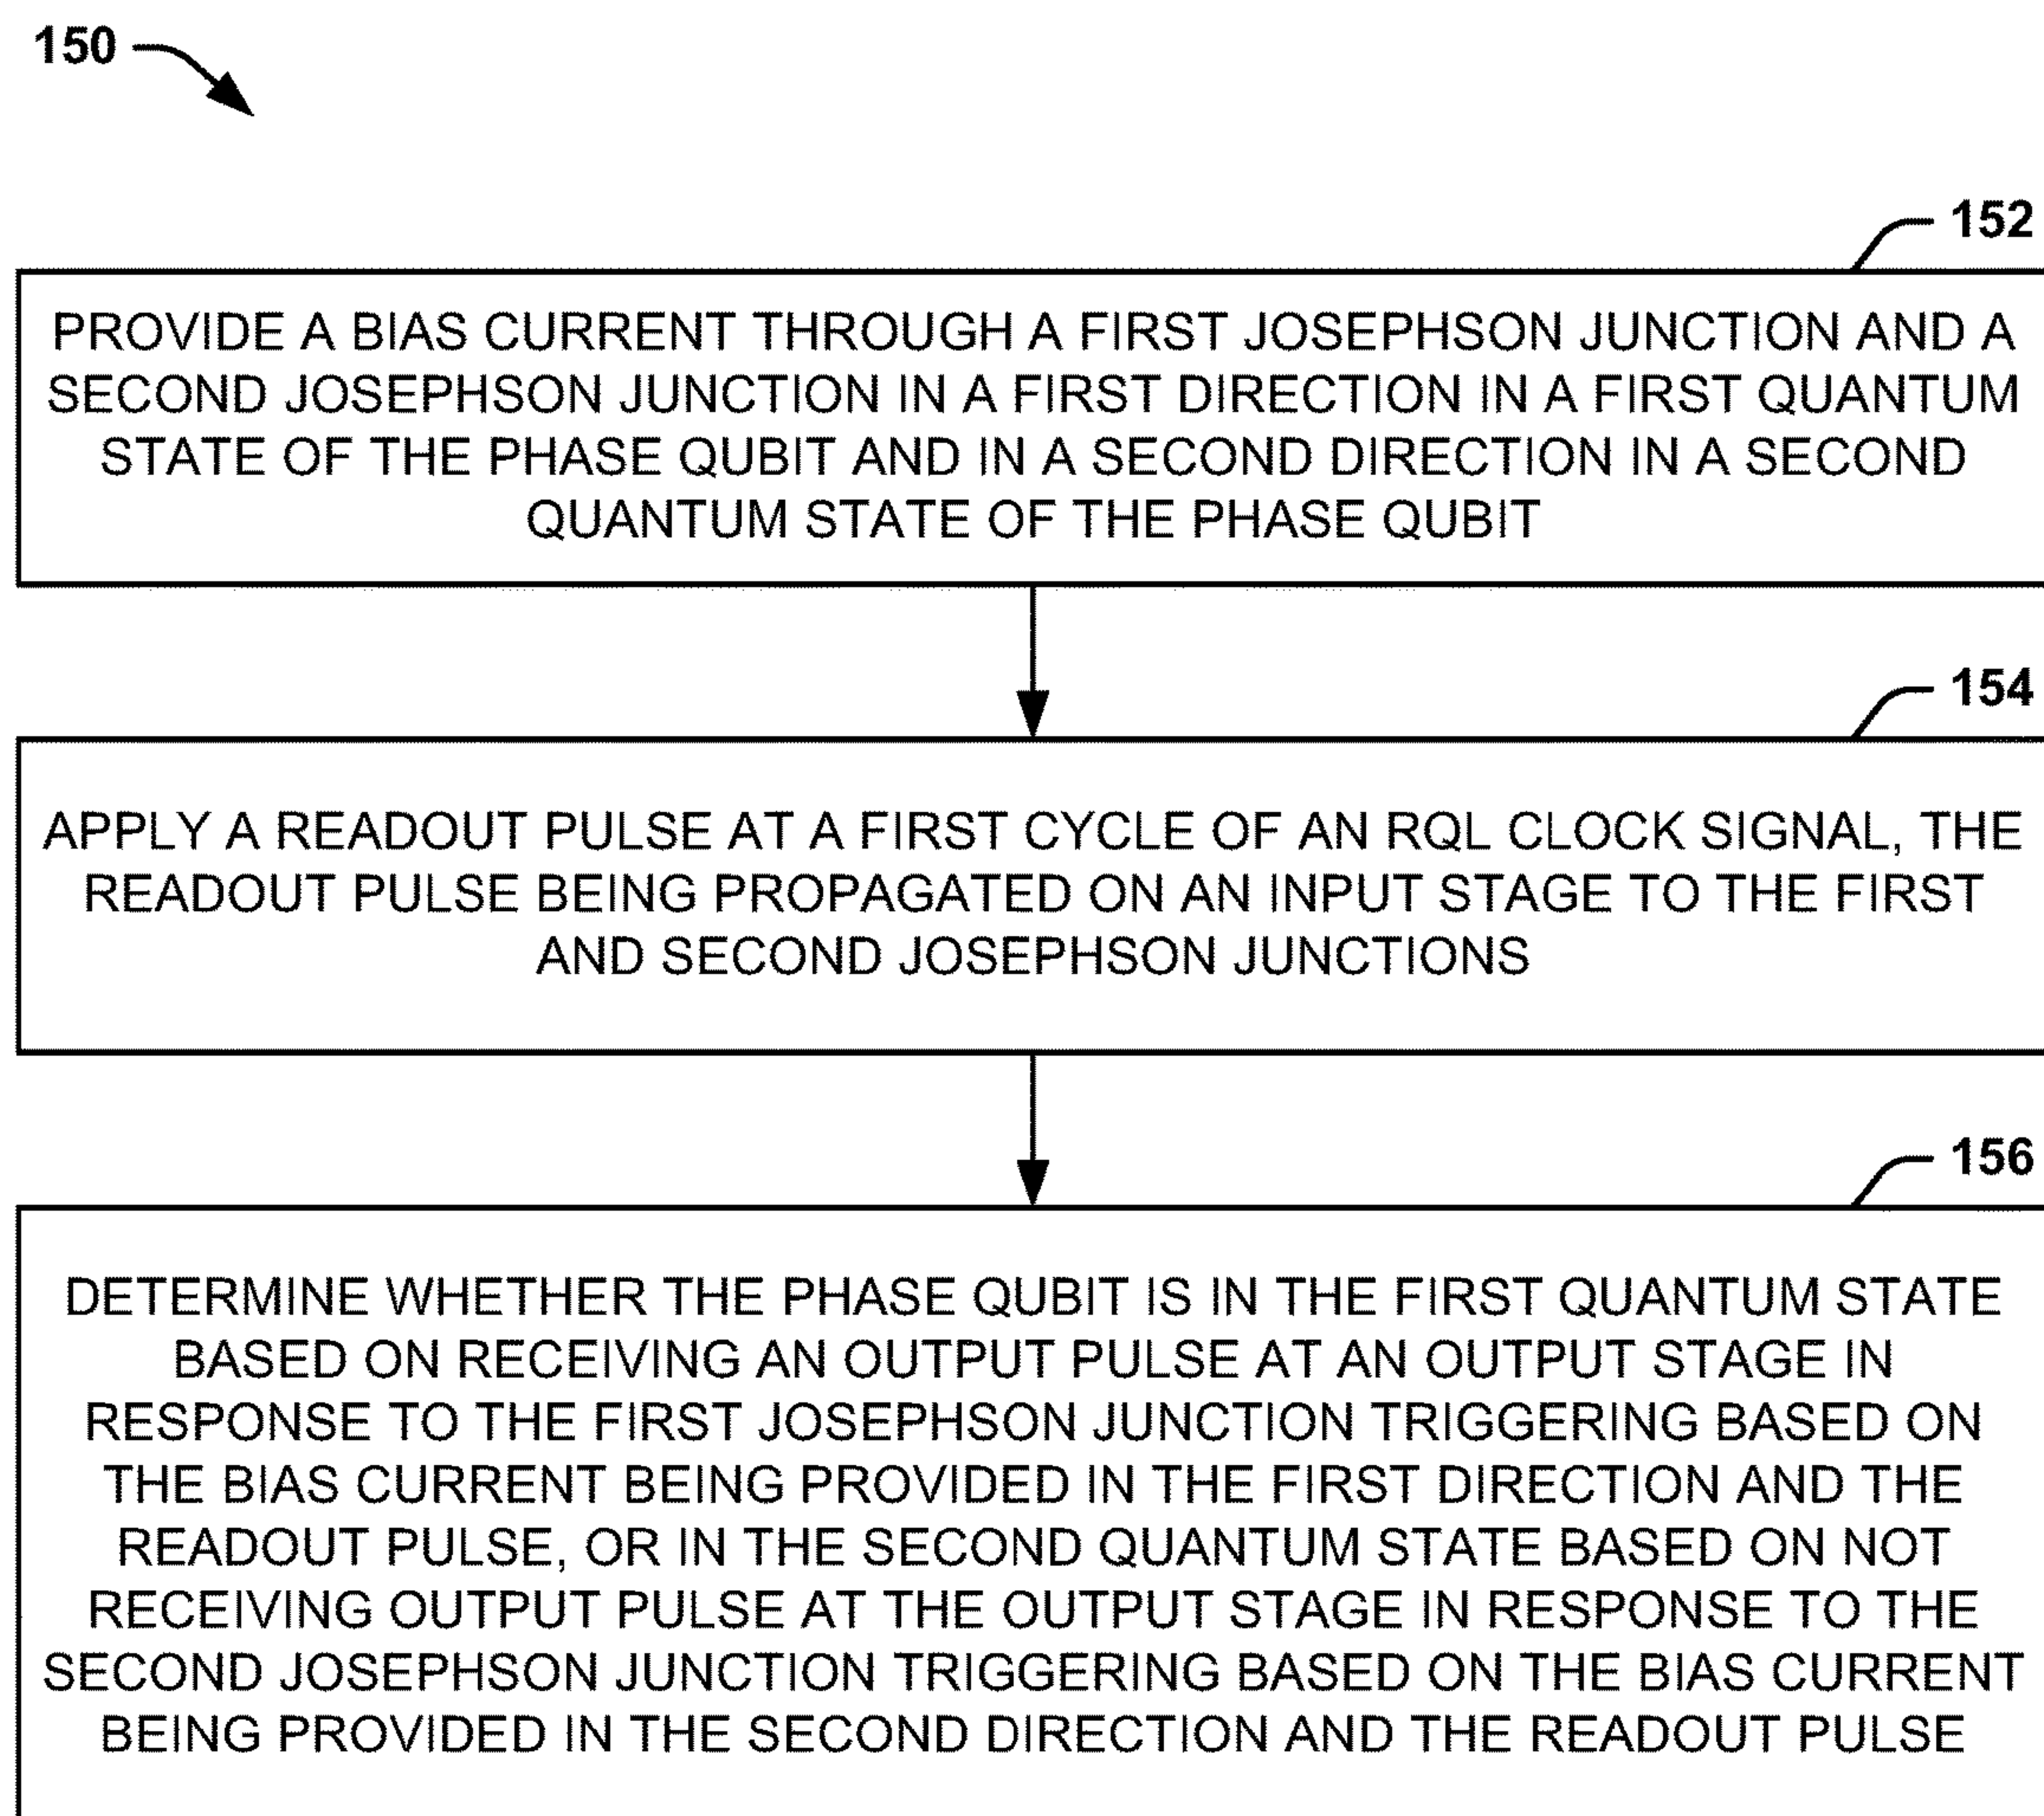 150
152
PROVIDE A BIAS CURRENT THROUGH A FIRST JOSEPHSON JUNCTION AND A
SECOND JOSEPHSON JUNCTION IN A FIRST DIRECTION IN A FIRST QUANTUM
STATE OF THE PHASE QUBIT AND IN A SECOND DIRECTION IN A SECOND
QUANTUM STATE OF THE PHASE QUBIT
154
APPLY A READOUT PULSE AT A FIRST CYCLE OF AN RQL CLOCK SIGNAL, THE
READOUT PULSE BEING PROPAGATED ON AN INPUT STAGE TO THE FIRST
AND SECOND JOSEPHSON JUNCTIONS
156
DETERMINE WHETHER THE PHASE QUBIT IS IN THE FIRST QUANTUM STATE
BASED ON RECEIVING AN OUTPUT PULSE AT AN OUTPUT STAGE IN
RESPONSE TO THE FIRST JOSEPHSON JUNCTION TRIGGERING BASED ON
THE BIAS CURRENT BEING PROVIDED IN THE FIRST DIRECTION AND THE
READOUT PULSE, OR IN THE SECOND QUANTUM STATE BASED ON NOT
RECEIVING OUTPUT PULSE AT THE OUTPUT STAGE IN RESPONSE TO THE
SECOND JOSEPHSON JUNCTION TRIGGERING BASED ON THE BIAS CURRENT
BEING PROVIDED IN THE SECOND DIRECTION AND THE READOUT PULSE